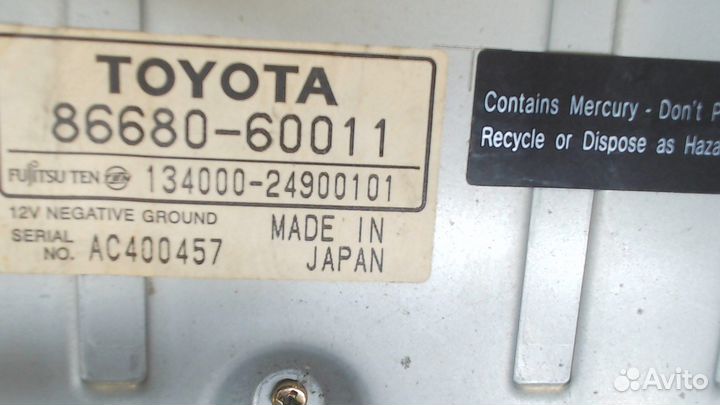 TOYOTA
86680-60011
FUJITSU TEN TEN 134000-24900101
12V NEGATIVE GROUND
SERIAL NO. AC400457
MADE IN JAPAN
Contains Mercury - Don't
Recycle or Dispose as
Avito